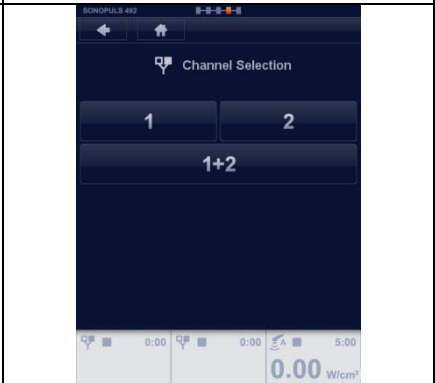 SONOPULS 492
Channel Selection
1 2
1+2
0:00 0:00 A 5:00
0.00 W/cm²